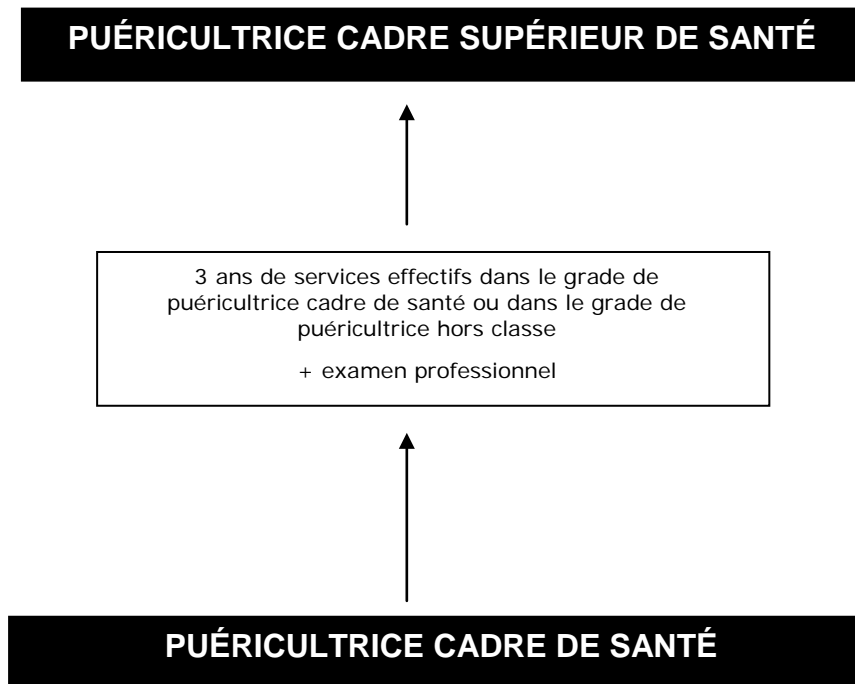 PUÉRICULTRICE CADRE SUPÉRIEUR DE SANTÉ
3 ans de services effectifs dans le grade de
puéricultrice cadre de santé ou dans le grade de
puéricultrice hors classe
+ examen professionnel
PUÉRICULTRICE CADRE DE SANTÉ